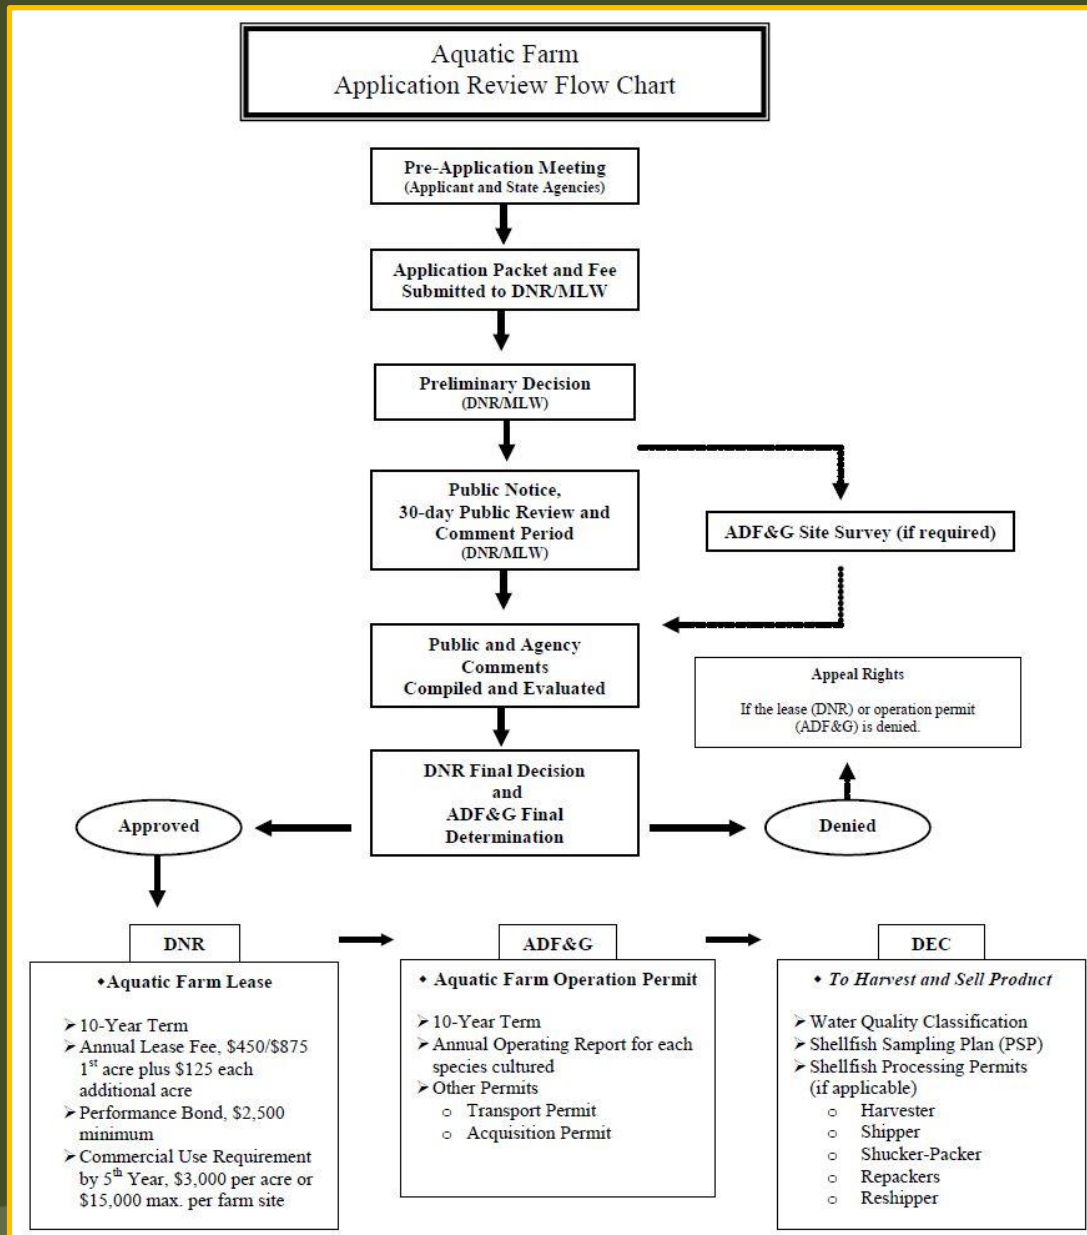 Aquatic Farm
Application Review Flow Chart
Pre-Application Meeting
(Applicant and State Agencies)
Application Packet and Fee
Submitted to DNR/MLW
Preliminary Decision
(DNR/MLW)
Public Notice,
30-day Public Review and
Comment Period
(DNR/MLW)
ADF&G Site Survey (if required)
Public and Agency
Comments
Compiled and Evaluated
Appeal Rights
If the lease (DNR) or operation permit
(ADF&G) is denied.
DNR Final Decision
and
ADF&G Final
Determination
Approved
Denied
DNR
◆Aquatic Farm Lease
➢ 10-Year Term
➢ Annual Lease Fee, $450/$875
1st acre plus $125 each
additional acre
➢ Performance Bond, $2,500
minimum
➢ Commercial Use Requirement
by 5th Year, $3,000 per acre or
$15,000 max. per farm site
ADF&G
◆ Aquatic Farm Operation Permit
➢ 10-Year Term
➢ Annual Operating Report for each
species cultured
➢ Other Permits
o Transport Permit
o Acquisition Permit
DEC
◆ To Harvest and Sell Product
➢ Water Quality Classification
➢ Shellfish Sampling Plan (PSP)
➢ Shellfish Processing Permits
(if applicable)
o Harvester
o Shipper
o Shucker-Packer
o Repackers
o Reshipper